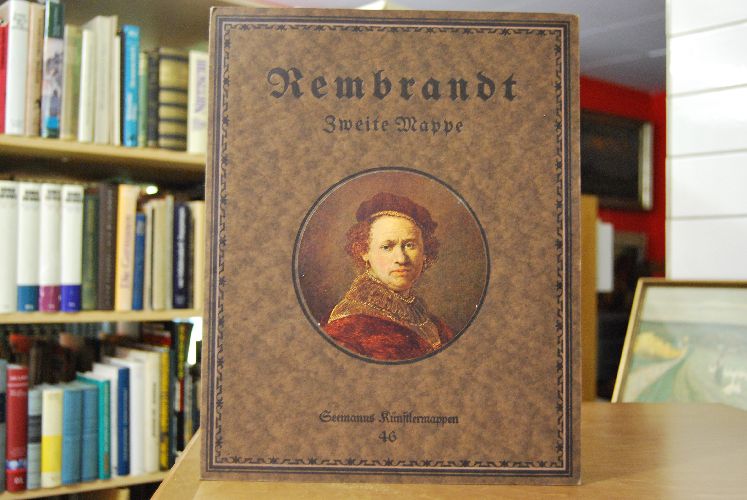 Rembrandt
Zweite Mappe
Seemanns Künstlermappen
46